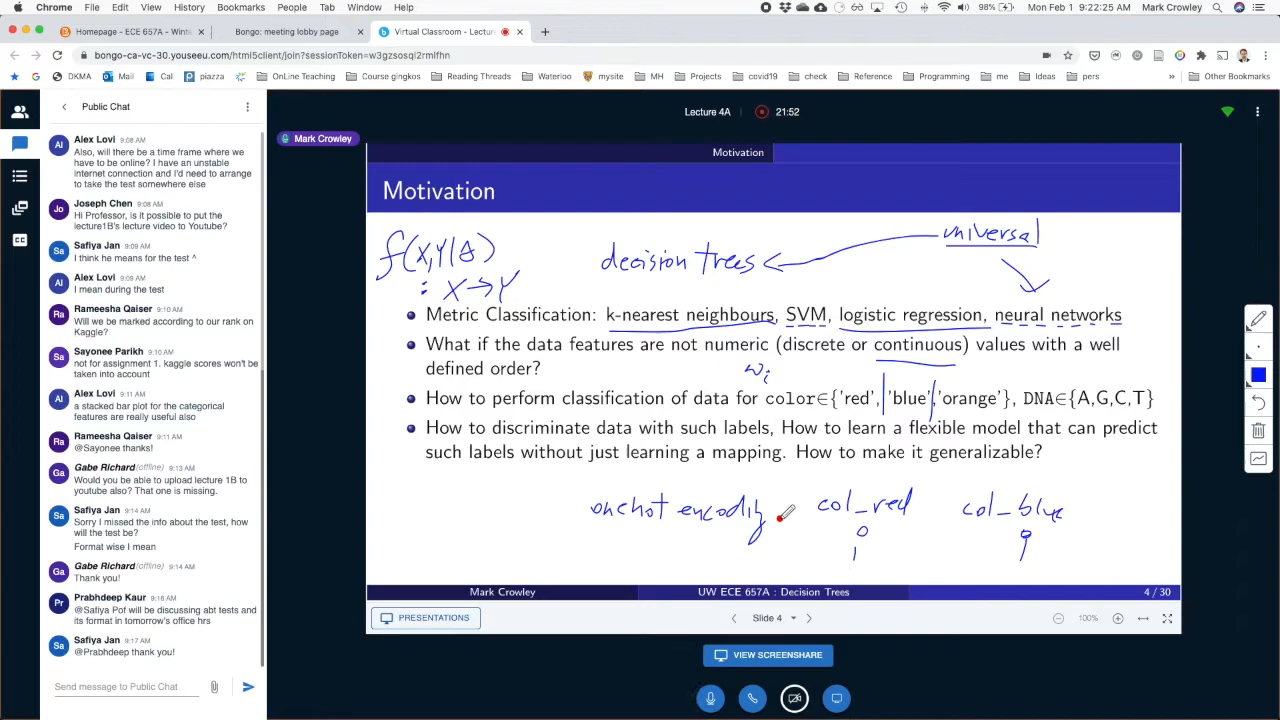 Chrome File Edit View History Bookmarks People Tab Window Help
98% Mon Feb 1 9:22:25 AM Mark Crowley
Homepage - ECE 657A - Winte
Bongo: meeting lobby page
Virtual Classroom - Lectur
bongo-ca-vc-30.youseeu.com/html5client/join?sessionToken=w3gzsosql2rmlfhn
DKMA Mail Cal piazza OnLine Teaching Course gingkos Reading Threads Waterloo mysite MH Projects covid19 check Reference Programming me Ideas pers » Other Bookmarks
Public Chat
Al Alex Lovi 9:08 AM
Also, will there be a time frame where we
have to be online? I have an unstable
internet connection and I'd need to arrange
to take the test somewhere else
Jo Joseph Chen 9:08 AM
Hi Professor, is it possible to put the
lecture1B's lecture video to Youtube?
Sa Safiya Jan 9:09 AM
I think he means for the test ^
Al Alex Lovi 9:09 AM
I mean during the test
Ra Rameesha Qaiser 9:10 AM
Will we be marked according to our rank on
Kaggle?
Sa Sayonee Parikh 9:10 AM
not for assignment 1. kaggle scores won't be
taken into account
Al Alex Lovi 9:11 AM
a stacked bar plot for the categorical
features are really useful also
Ra Rameesha Qaiser 9:11 AM
@Sayonee thanks!
Ga Gabe Richard(offline) 9:13 AM
Would you be able to upload lecture 1B to
youtube also? That one is missing.
Sa Safiya Jan 9:14 AM
Sorry I missed the info about the test, how
will the test be?
Format wise I mean
Ga Gabe Richard(offline) 9:14 AM
Thank you!
Pr Prabhdeep Kaur 9:16 AM
@Safiya Pof will be discussing abt tests and
its format in tomorrow's office hrs
Sa Safiya Jan 9:17 AM
@Prabhdeep thank you!
Send message to Public Chat
CC
Lecture 4A | 21:52
Mark Crowley
Motivation
Motivation
f(X,Y|θ)
: X→Y
decision trees
universal
Metric Classification: k-nearest neighbours, SVM, logistic regression, neural networks
What if the data features are not numeric (discrete or continuous) values with a well
defined order?
wi
How to perform classification of data for color∈{'red', 'blue','orange'}, DNA∈{A,G,C,T}
How to discriminate data with such labels, How to learn a flexible model that can predict
such labels without just learning a mapping. How to make it generalizable?
onehot encoding col_red col_blue
0 0
1 1
Mark Crowley UW ECE 657A : Decision Trees 4 / 30
PRESENTATIONS
Slide 4
100%
VIEW SCREENSHARE